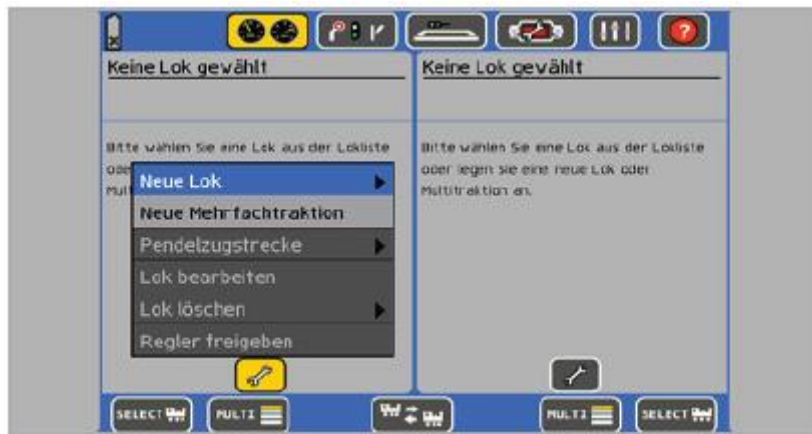 ?
Keine Lok gewählt
Keine Lok gewählt
Bitte wählen Sie eine Lok aus der Lokliste
Bitte wählen Sie eine Lok aus der Lokliste
oder legen Sie eine neue Lok oder
Multitraktion an.
Neue Lok
Neue Mehrfachtraktion
Pendelzugstrecke
Lok bearbeiten
Lok löschen
Regler freigeben
SELECT
MULTI
MULTI
SELECT